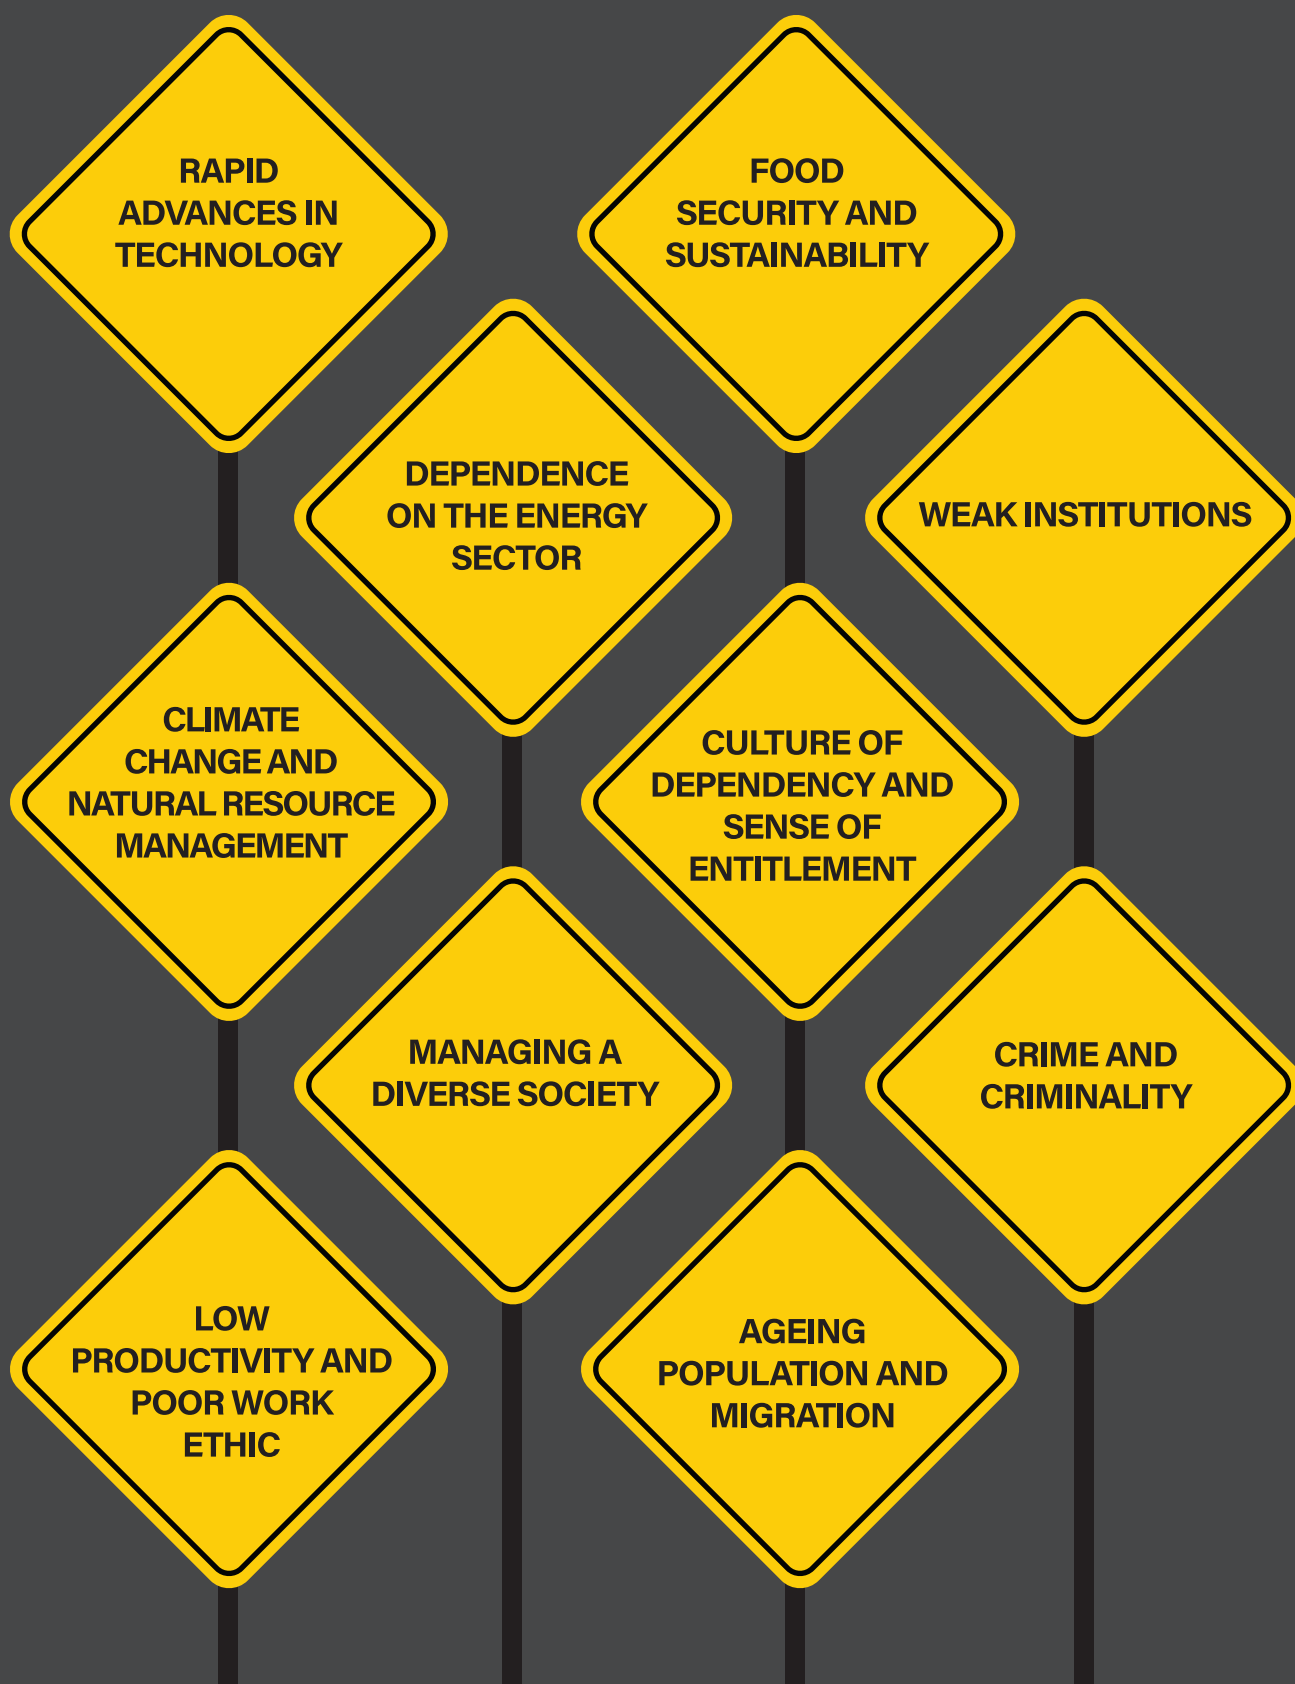 RAPID
ADVANCES IN
TECHNOLOGY
FOOD
SECURITY AND
SUSTAINABILITY
DEPENDENCE
ON THE ENERGY
SECTOR
WEAK INSTITUTIONS
CLIMATE
CHANGE AND
NATURAL RESOURCE
MANAGEMENT
CULTURE OF
DEPENDENCY AND
SENSE OF
ENTITLEMENT
MANAGING A
DIVERSE SOCIETY
CRIME AND
CRIMINALITY
LOW
PRODUCTIVITY AND
POOR WORK
ETHIC
AGEING
POPULATION AND
MIGRATION